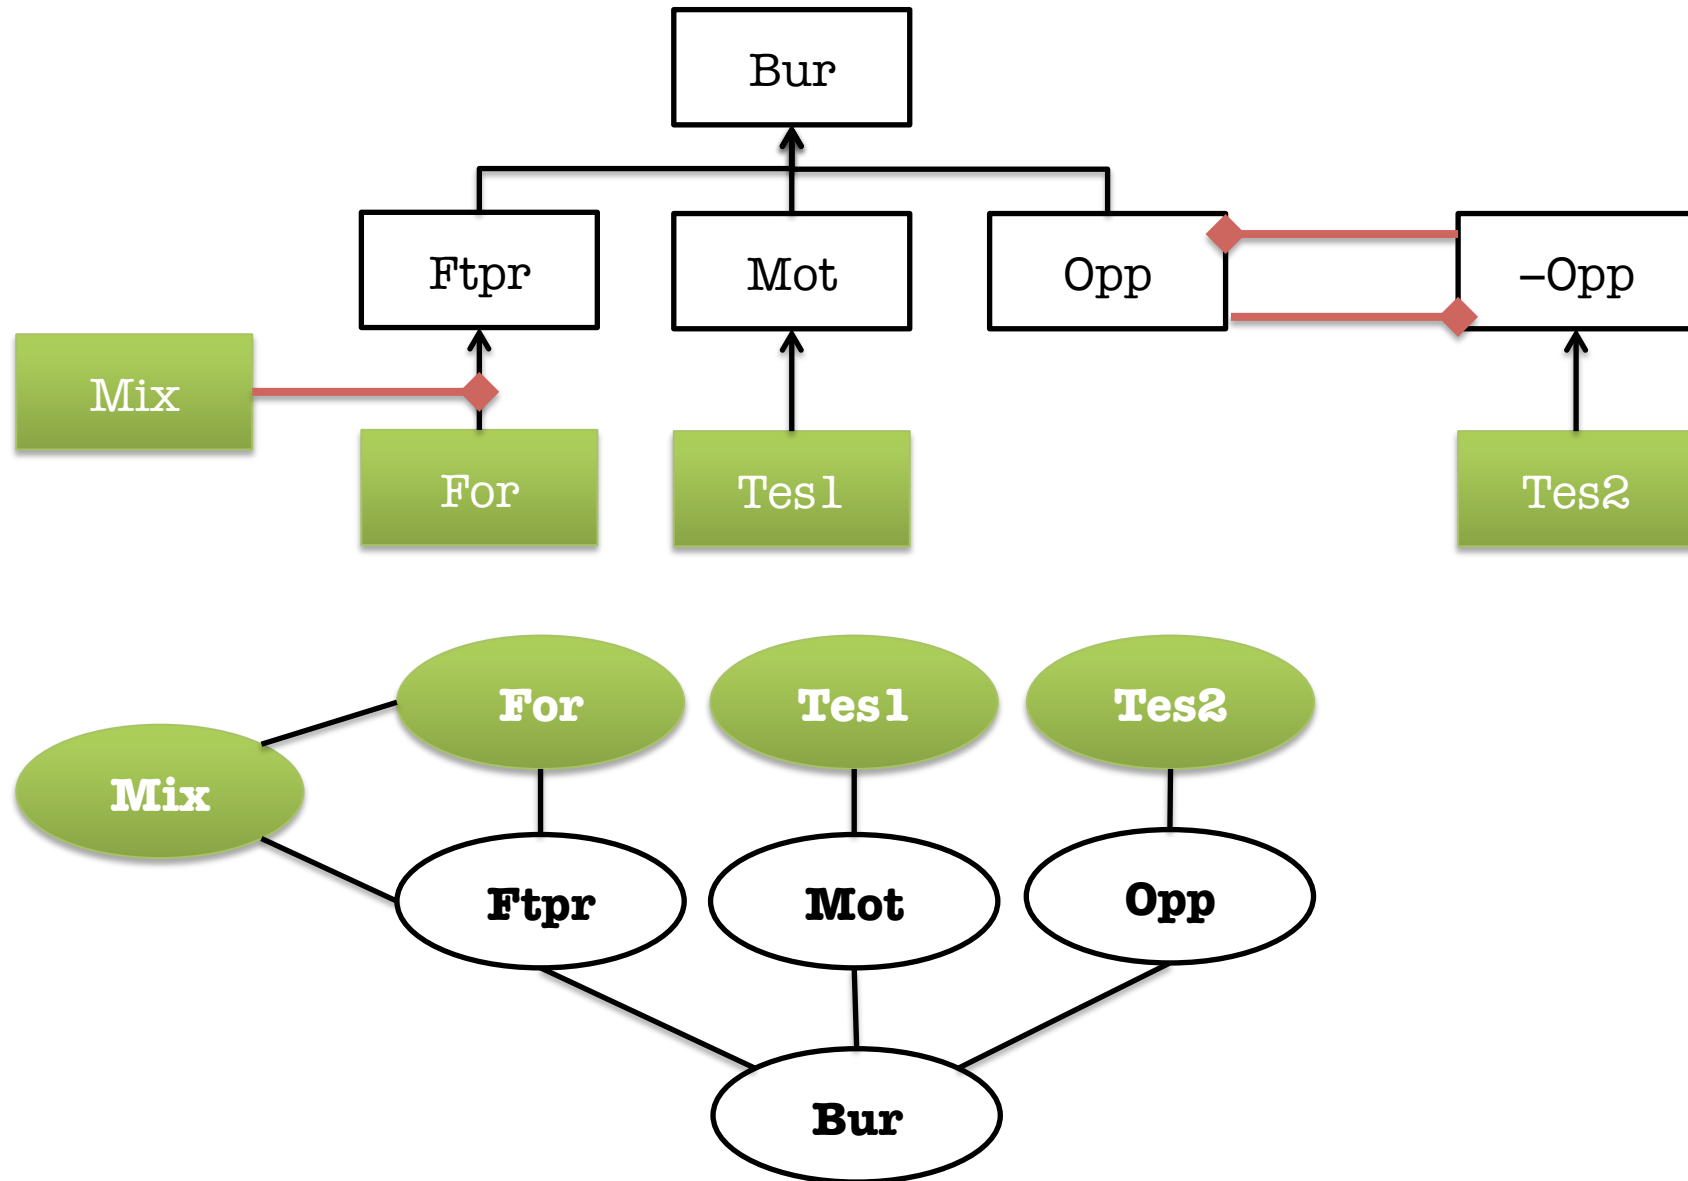 Bur
Ftpr
Mot
Opp
–Opp
Mix
For
Tes1
Tes2
For
Tes1
Tes2
Mix
Ftpr
Mot
Opp
Bur